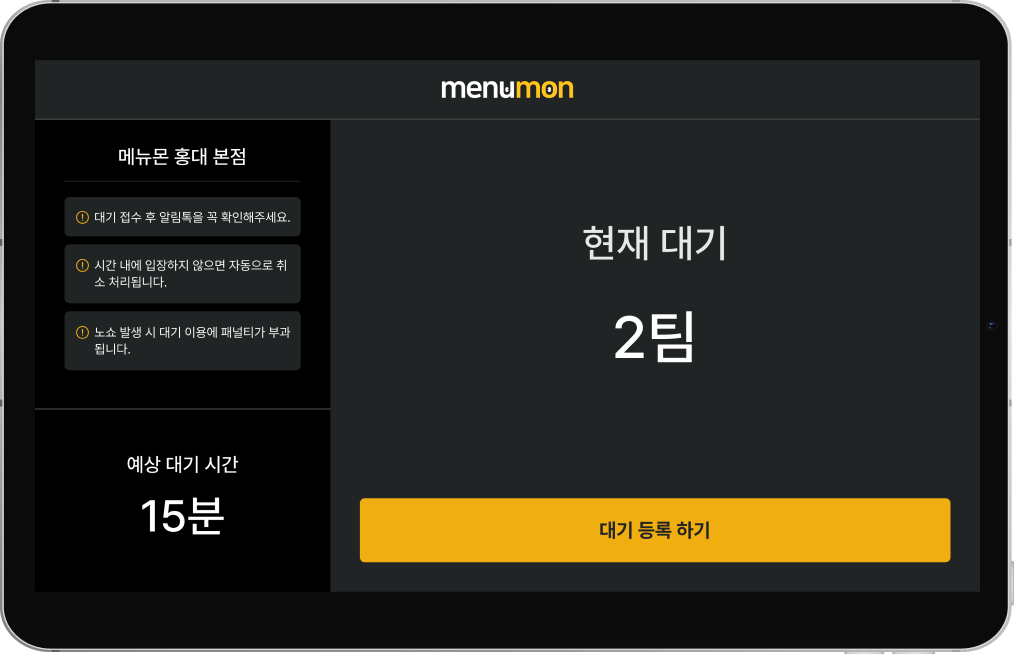 menumon
메뉴몬 홍대 본점
대기 접수 후 알림톡을 꼭 확인해주세요.
시간 내에 입장하지 않으면 자동으로 취
소 처리됩니다.
노쇼 발생 시 대기 이용에 패널티가 부과
됩니다.
예상 대기 시간
15분
현재 대기
2팀
대기 등록 하기